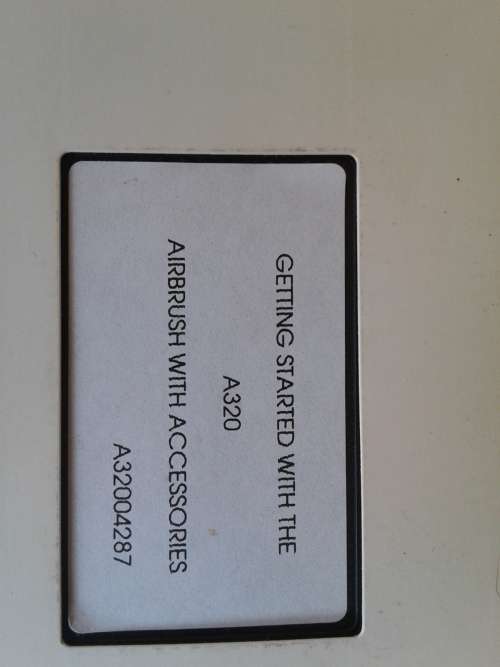 GETTING STARTED WITH THE
A320
AIRBRUSH WITH ACCESSORIES
A32004287